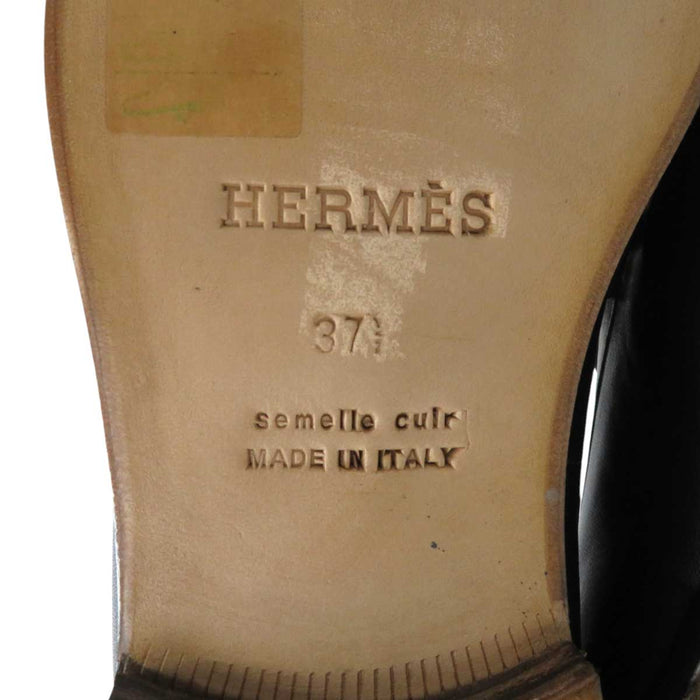 HERMÈS
37½
semelle cuir
MADE IN ITALY